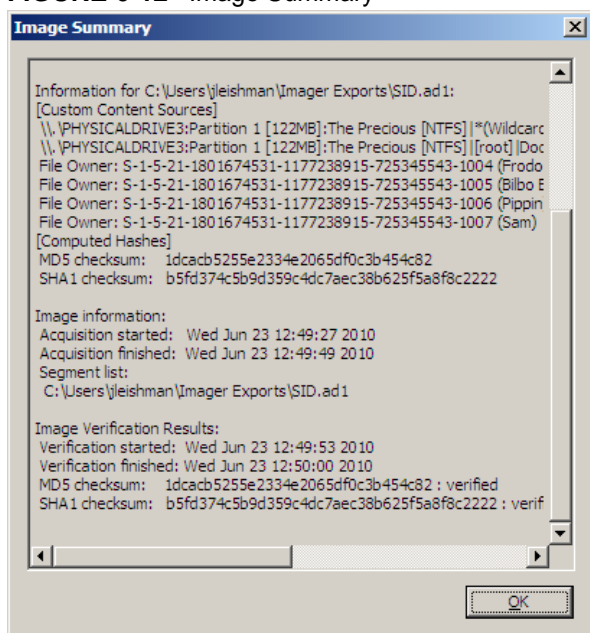 Image Summary
Information for C:\Users\jleishman\Imager Exports\SID.ad1:
[Custom Content Sources]
\\.\PHYSICALDRIVE3:Partition 1 [122MB]:The Precious [NTFS]|*(Wildcarc
\\.\PHYSICALDRIVE3:Partition 1 [122MB]:The Precious [NTFS]|[root]|Doc
File Owner: S-1-5-21-1801674531-1177238915-725345543-1004 (Frodo
File Owner: S-1-5-21-1801674531-1177238915-725345543-1005 (Bilbo
File Owner: S-1-5-21-1801674531-1177238915-725345543-1006 (Pippin
File Owner: S-1-5-21-1801674531-1177238915-725345543-1007 (Sam)
[Computed Hashes]
MD5 checksum: 1dcacb5255e2334e2065df0c3b454c82
SHA1 checksum: b5fd374c5b9d359c4dc7aec38b625f5a8f8c2222
Image information:
Acquisition started: Wed Jun 23 12:49:27 2010
Acquisition finished: Wed Jun 23 12:49:49 2010
Segment list:
C:\Users\jleishman\Imager Exports\SID.ad1
Image Verification Results:
Verification started: Wed Jun 23 12:49:53 2010
Verification finished: Wed Jun 23 12:50:00 2010
MD5 checksum: 1dcacb5255e2334e2065df0c3b454c82 : verified
SHA1 checksum: b5fd374c5b9d359c4dc7aec38b625f5a8f8c2222 : verif
OK